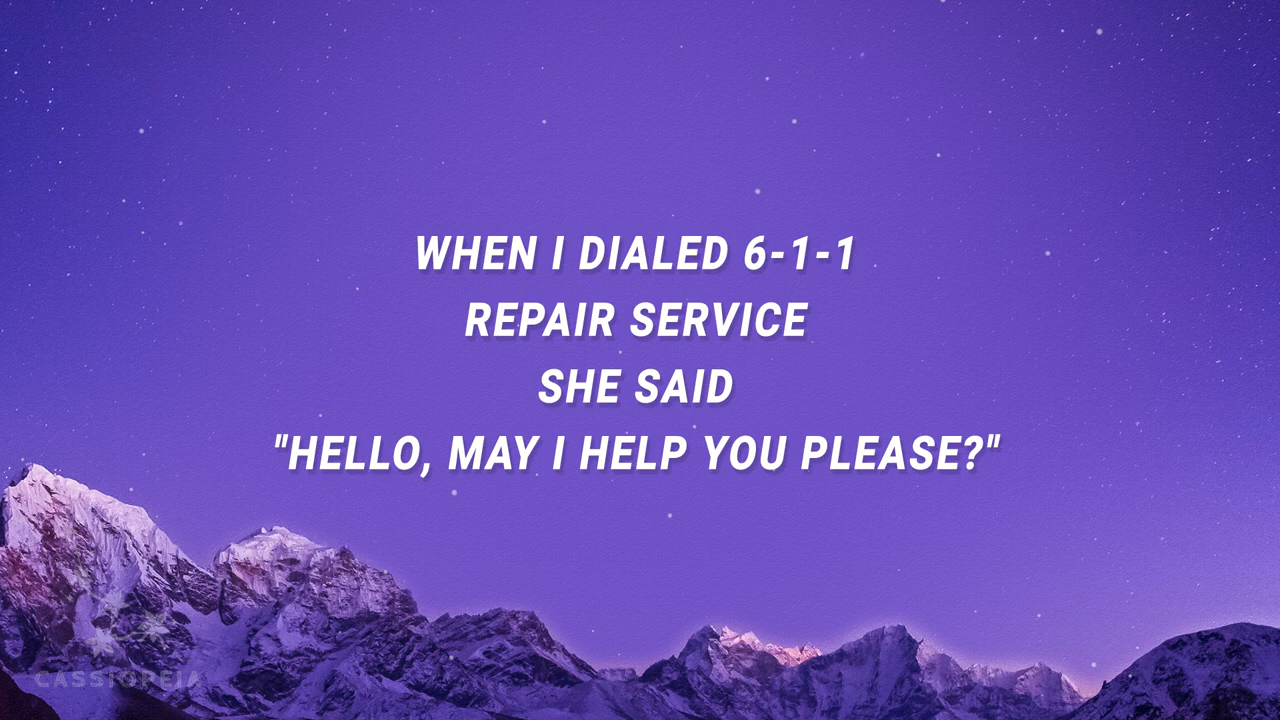 WHEN I DIALED 6-1-1
REPAIR SERVICE
SHE SAID
"HELLO, MAY I HELP YOU PLEASE?"
CASSIOPEIA